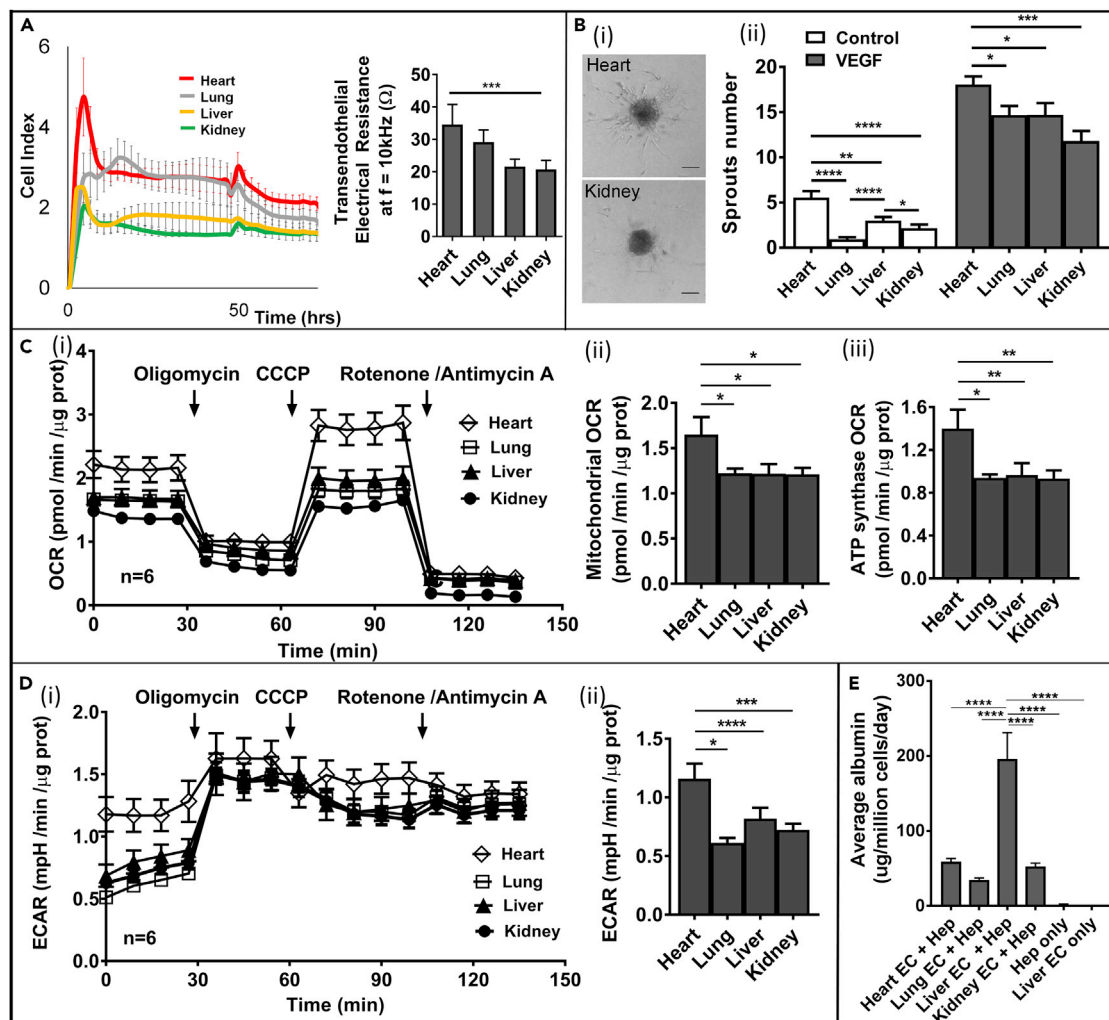 A
6
4
2
0
Cell Index
Heart
Lung
Liver
Kidney
0
50
Time (hrs)
Transendothelial
Electrical Resistance
at f = 10kHz (Ω)
50
40
30
20
10
0
***
Heart
Lung
Liver
Kidney
B
(i)
Heart
Kidney
(ii)
Control
VEGF
Sprouts number
20
15
10
5
0
****
**
****
****
*
***
*
*
Heart
Lung
Liver
Kidney
Heart
Lung
Liver
Kidney
C
(i)
OCR (pmol /min /μg prot)
4
3
2
1
0
Oligomycin
CCCP
Rotenone /Antimycin A
Heart
Lung
Liver
Kidney
n=6
0
30
60
90
120
150
Time (min)
(ii)
Mitochondrial OCR
(pmol /min /μg prot)
2.0
1.5
1.0
0.5
0.0
*
*
*
Heart
Lung
Liver
Kidney
(iii)
ATP synthase OCR
(pmol /min /μg prot)
2.0
1.6
1.2
0.8
0.4
0.0
**
**
*
Heart
Lung
Liver
Kidney
D
(i)
ECAR (mpH /min /μg prot)
2.0
1.5
1.0
0.5
0.0
Oligomycin
CCCP
Rotenone /Antimycin A
Heart
Lung
Liver
Kidney
n=6
0
30
60
90
120
150
Time (min)
(ii)
ECAR (mpH /min /μg prot)
1.5
1.0
0.5
0.0
***
****
*
Heart
Lung
Liver
Kidney
E
Average albumin
(ug/million cells/day)
300
200
100
50
0
****
****
****
****
****
Heart EC + Hep
Lung EC + Hep
Liver EC + Hep
Kidney EC + Hep
Hep only
Liver EC only